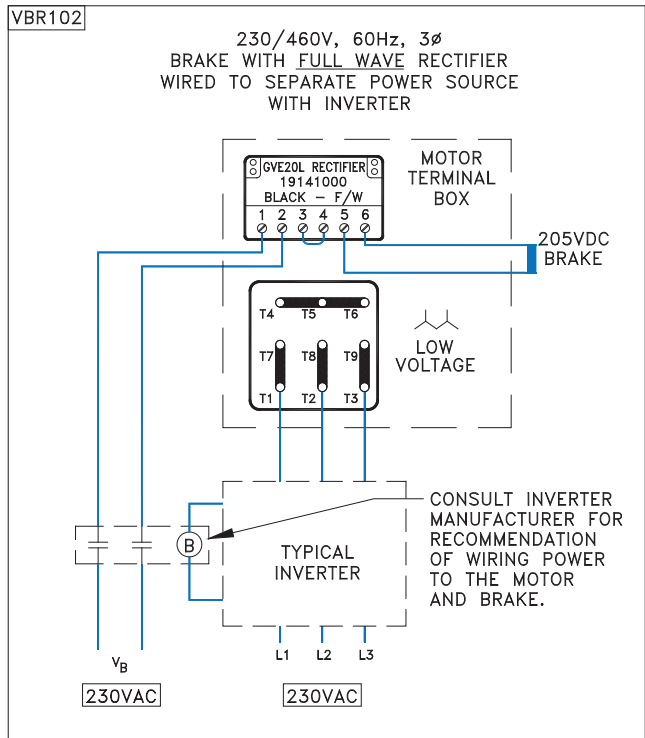 VBR102
230/460V, 60Hz, 3ø
BRAKE WITH FULL WAVE RECTIFIER
WIRED TO SEPARATE POWER SOURCE
WITH INVERTER
GVE20L RECTIFIER
19141000
BLACK - F/W
1 2 3 4 5 6
MOTOR
TERMINAL
BOX
205VDC
BRAKE
T4 T5 T6
T7 T8 T9
T1 T2 T3
LOW
VOLTAGE
B
TYPICAL
INVERTER
CONSULT INVERTER
MANUFACTURER FOR
RECOMMENDATION
OF WIRING POWER
TO THE MOTOR
AND BRAKE.
L1 L2 L3
VB
230VAC
230VAC